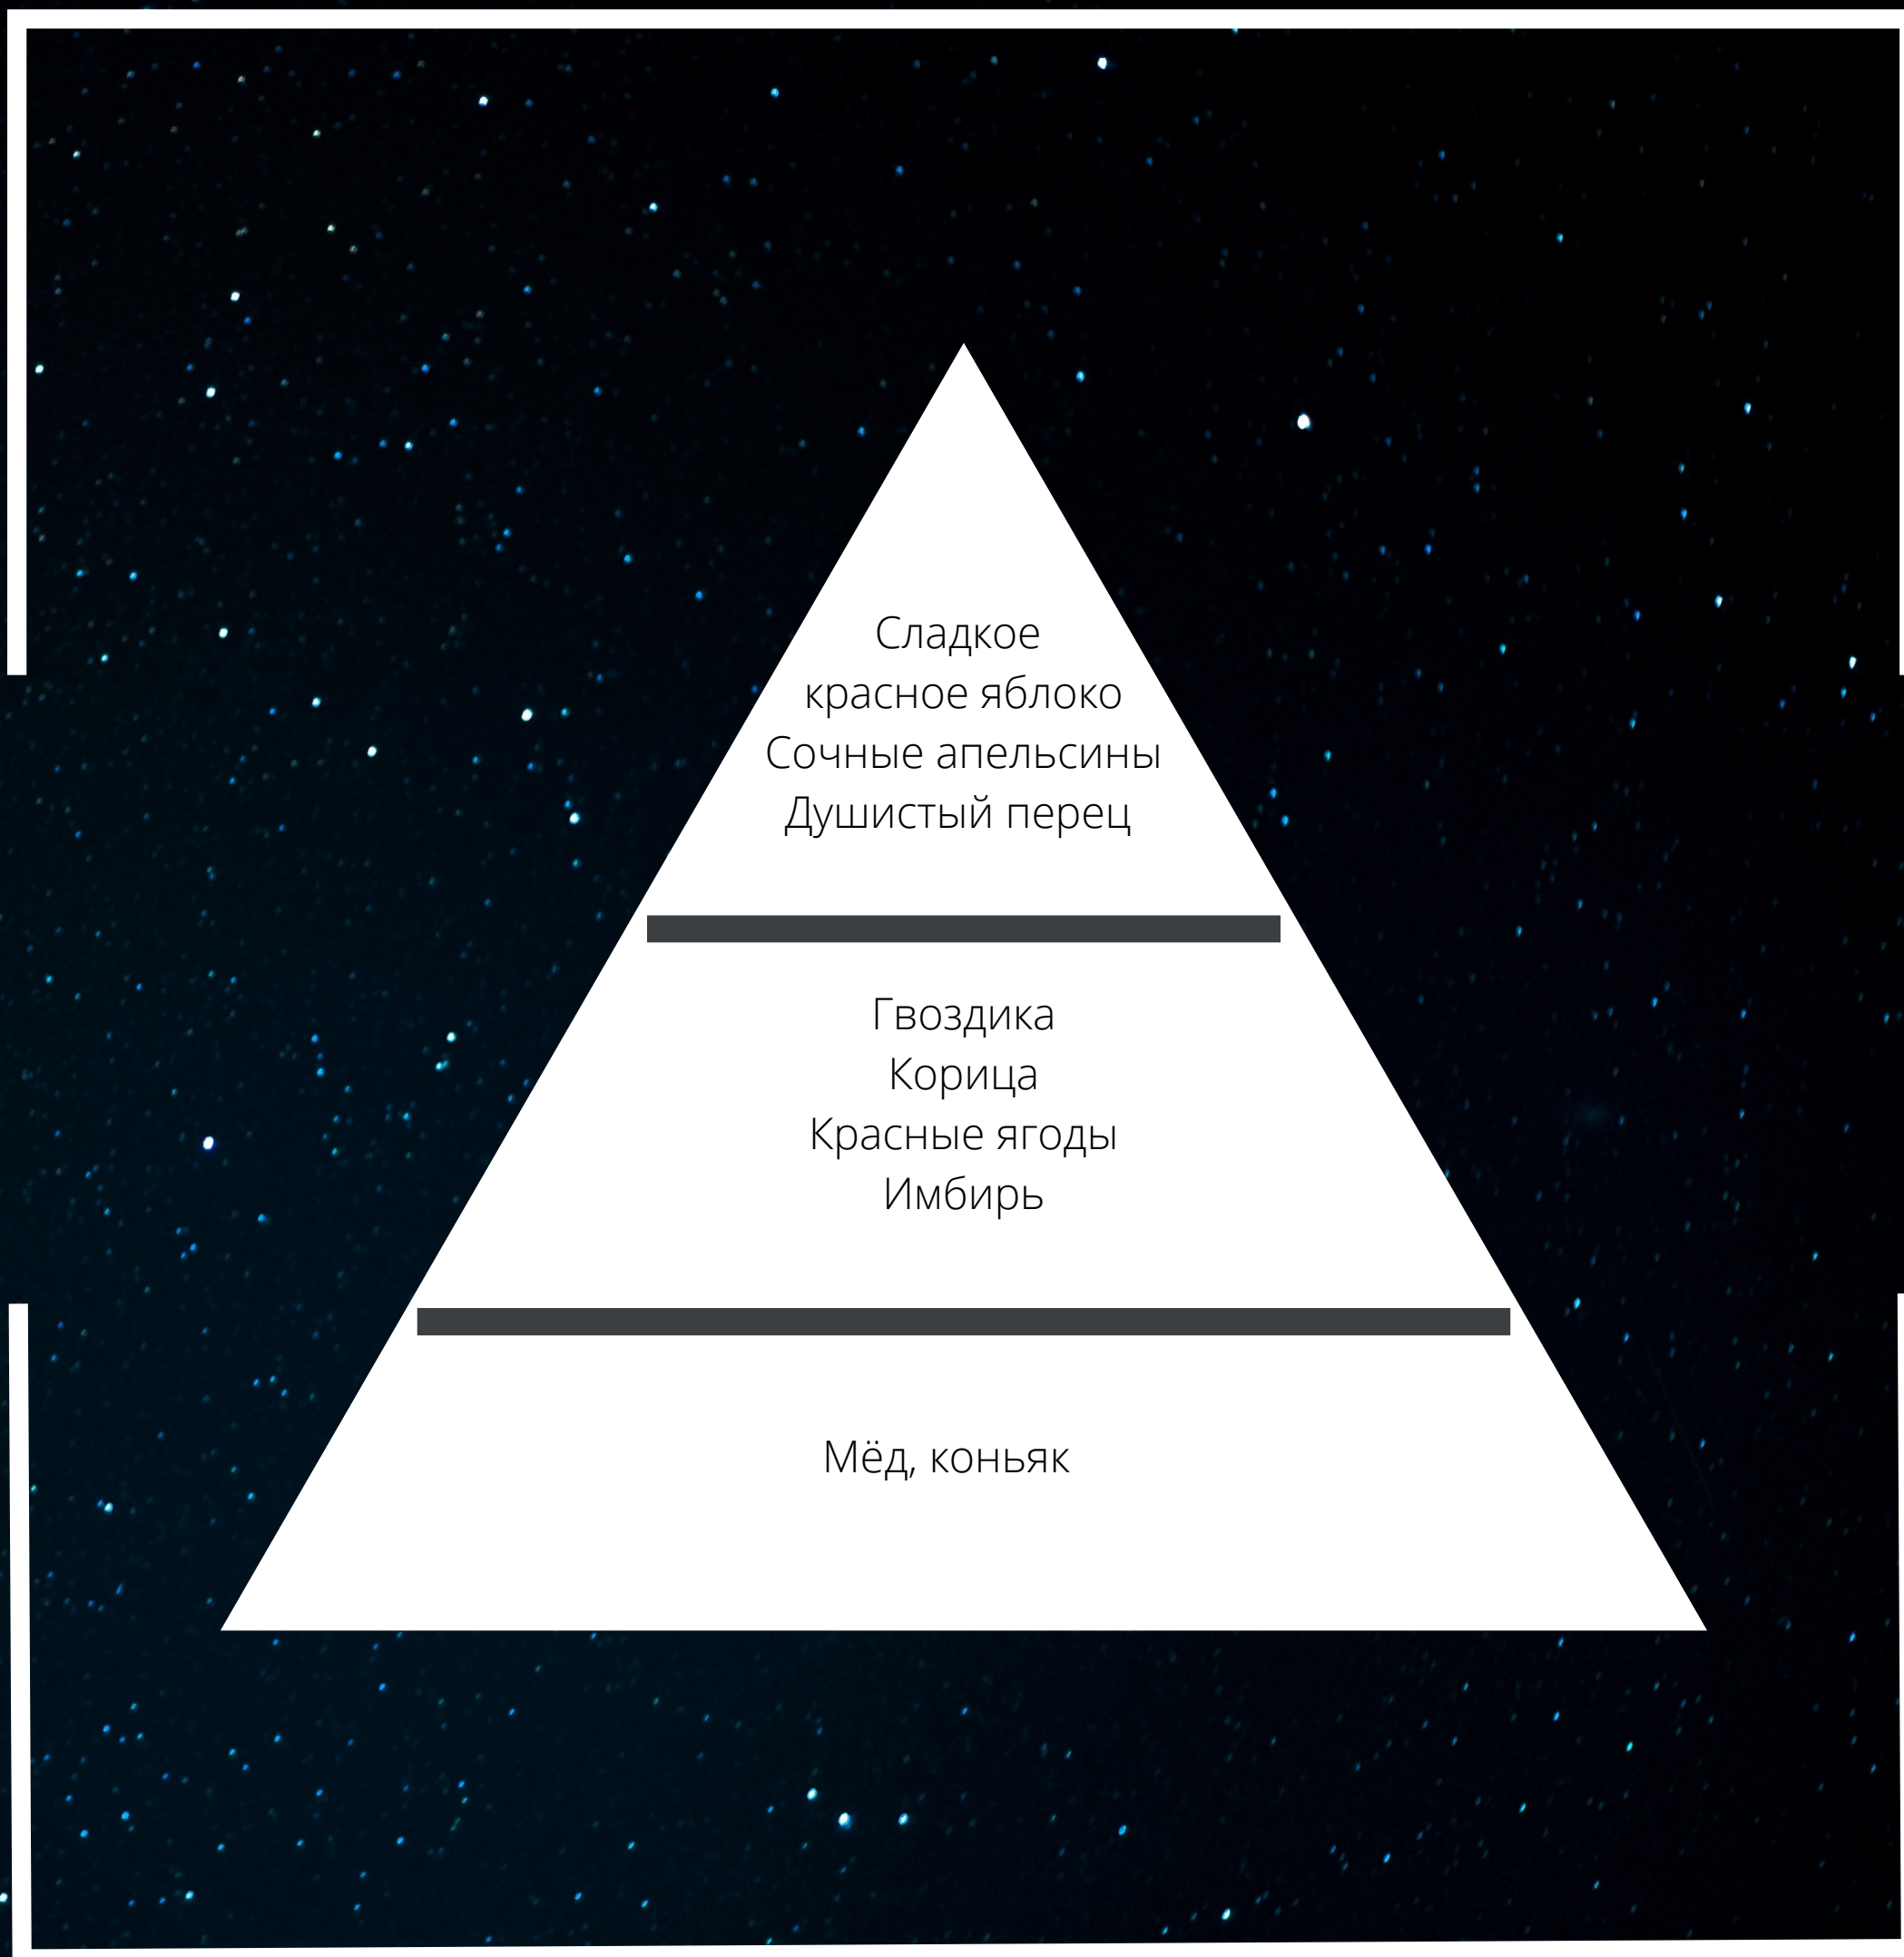 Сладкое
красное яблоко
Сочные апельсины
Душистый перец
Гвоздика
Корица
Красные ягоды
Имбирь
Мёд, коньяк